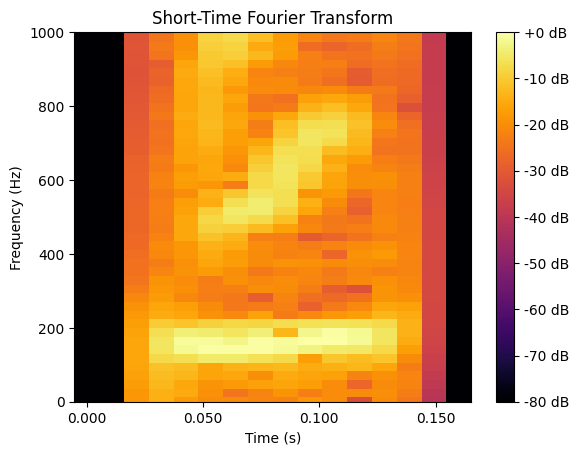 Short-Time Fourier Transform
1000
800
600
400
200
0
Frequency (Hz)
0.000
0.050
0.100
0.150
Time (s)
+0 dB
-10 dB
-20 dB
-30 dB
-40 dB
-50 dB
-60 dB
-70 dB
-80 dB